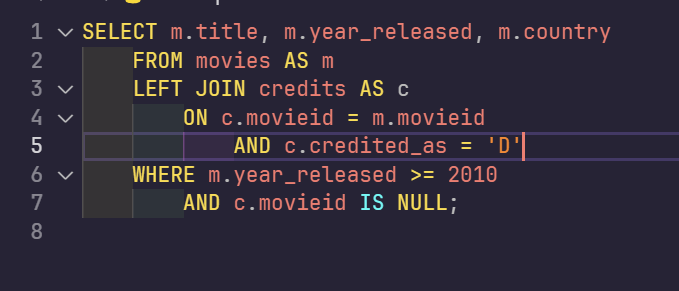 1 SELECT m.title, m.year_released, m.country
2 FROM movies AS m
3 LEFT JOIN credits AS c
4 ON c.movieid = m.movieid
5 AND c.credited_as = 'D'
6 WHERE m.year_released >= 2010
7 AND c.movieid IS NULL;
8